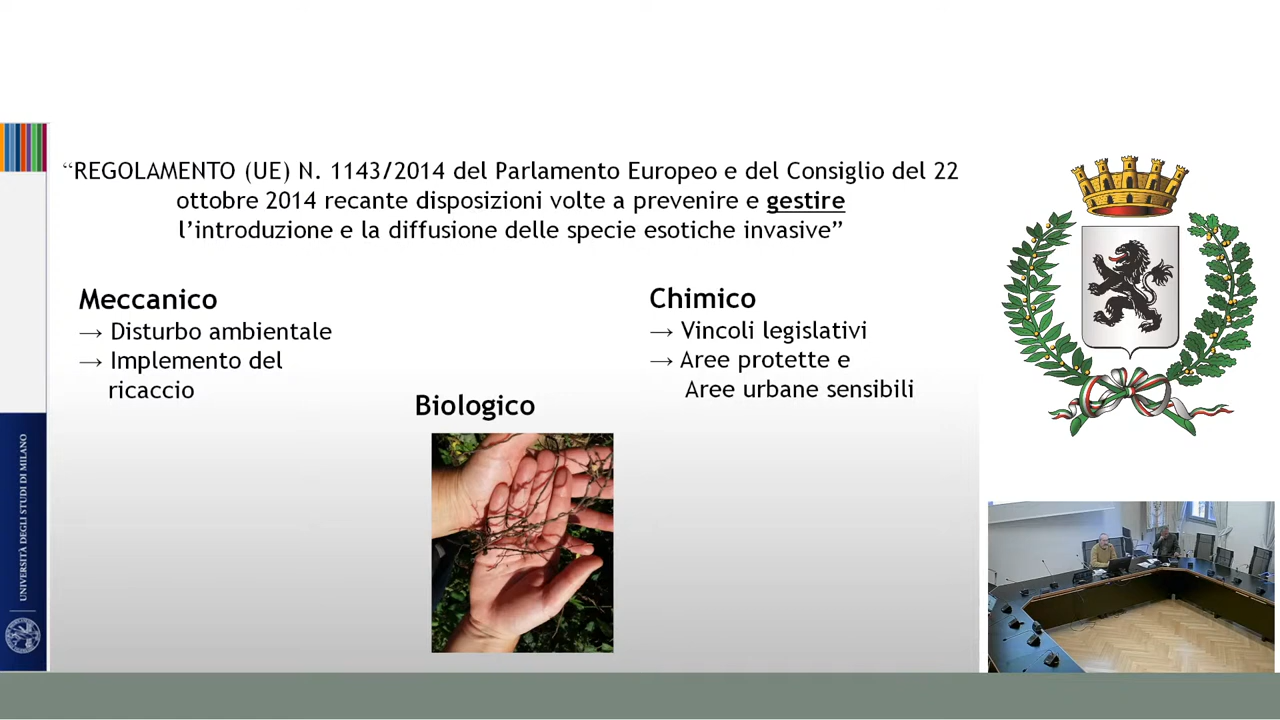 “REGOLAMENTO (UE) N. 1143/2014 del Parlamento Europeo e del Consiglio del 22
ottobre 2014 recante disposizioni volte a prevenire e gestire
l’introduzione e la diffusione delle specie esotiche invasive”
Meccanico
→ Disturbo ambientale
→ Implemento del
ricaccio
Biologico
Chimico
→ Vincoli legislativi
→ Aree protette e
Aree urbane sensibili
UNIVERSITÀ DEGLI STUDI DI MILANO